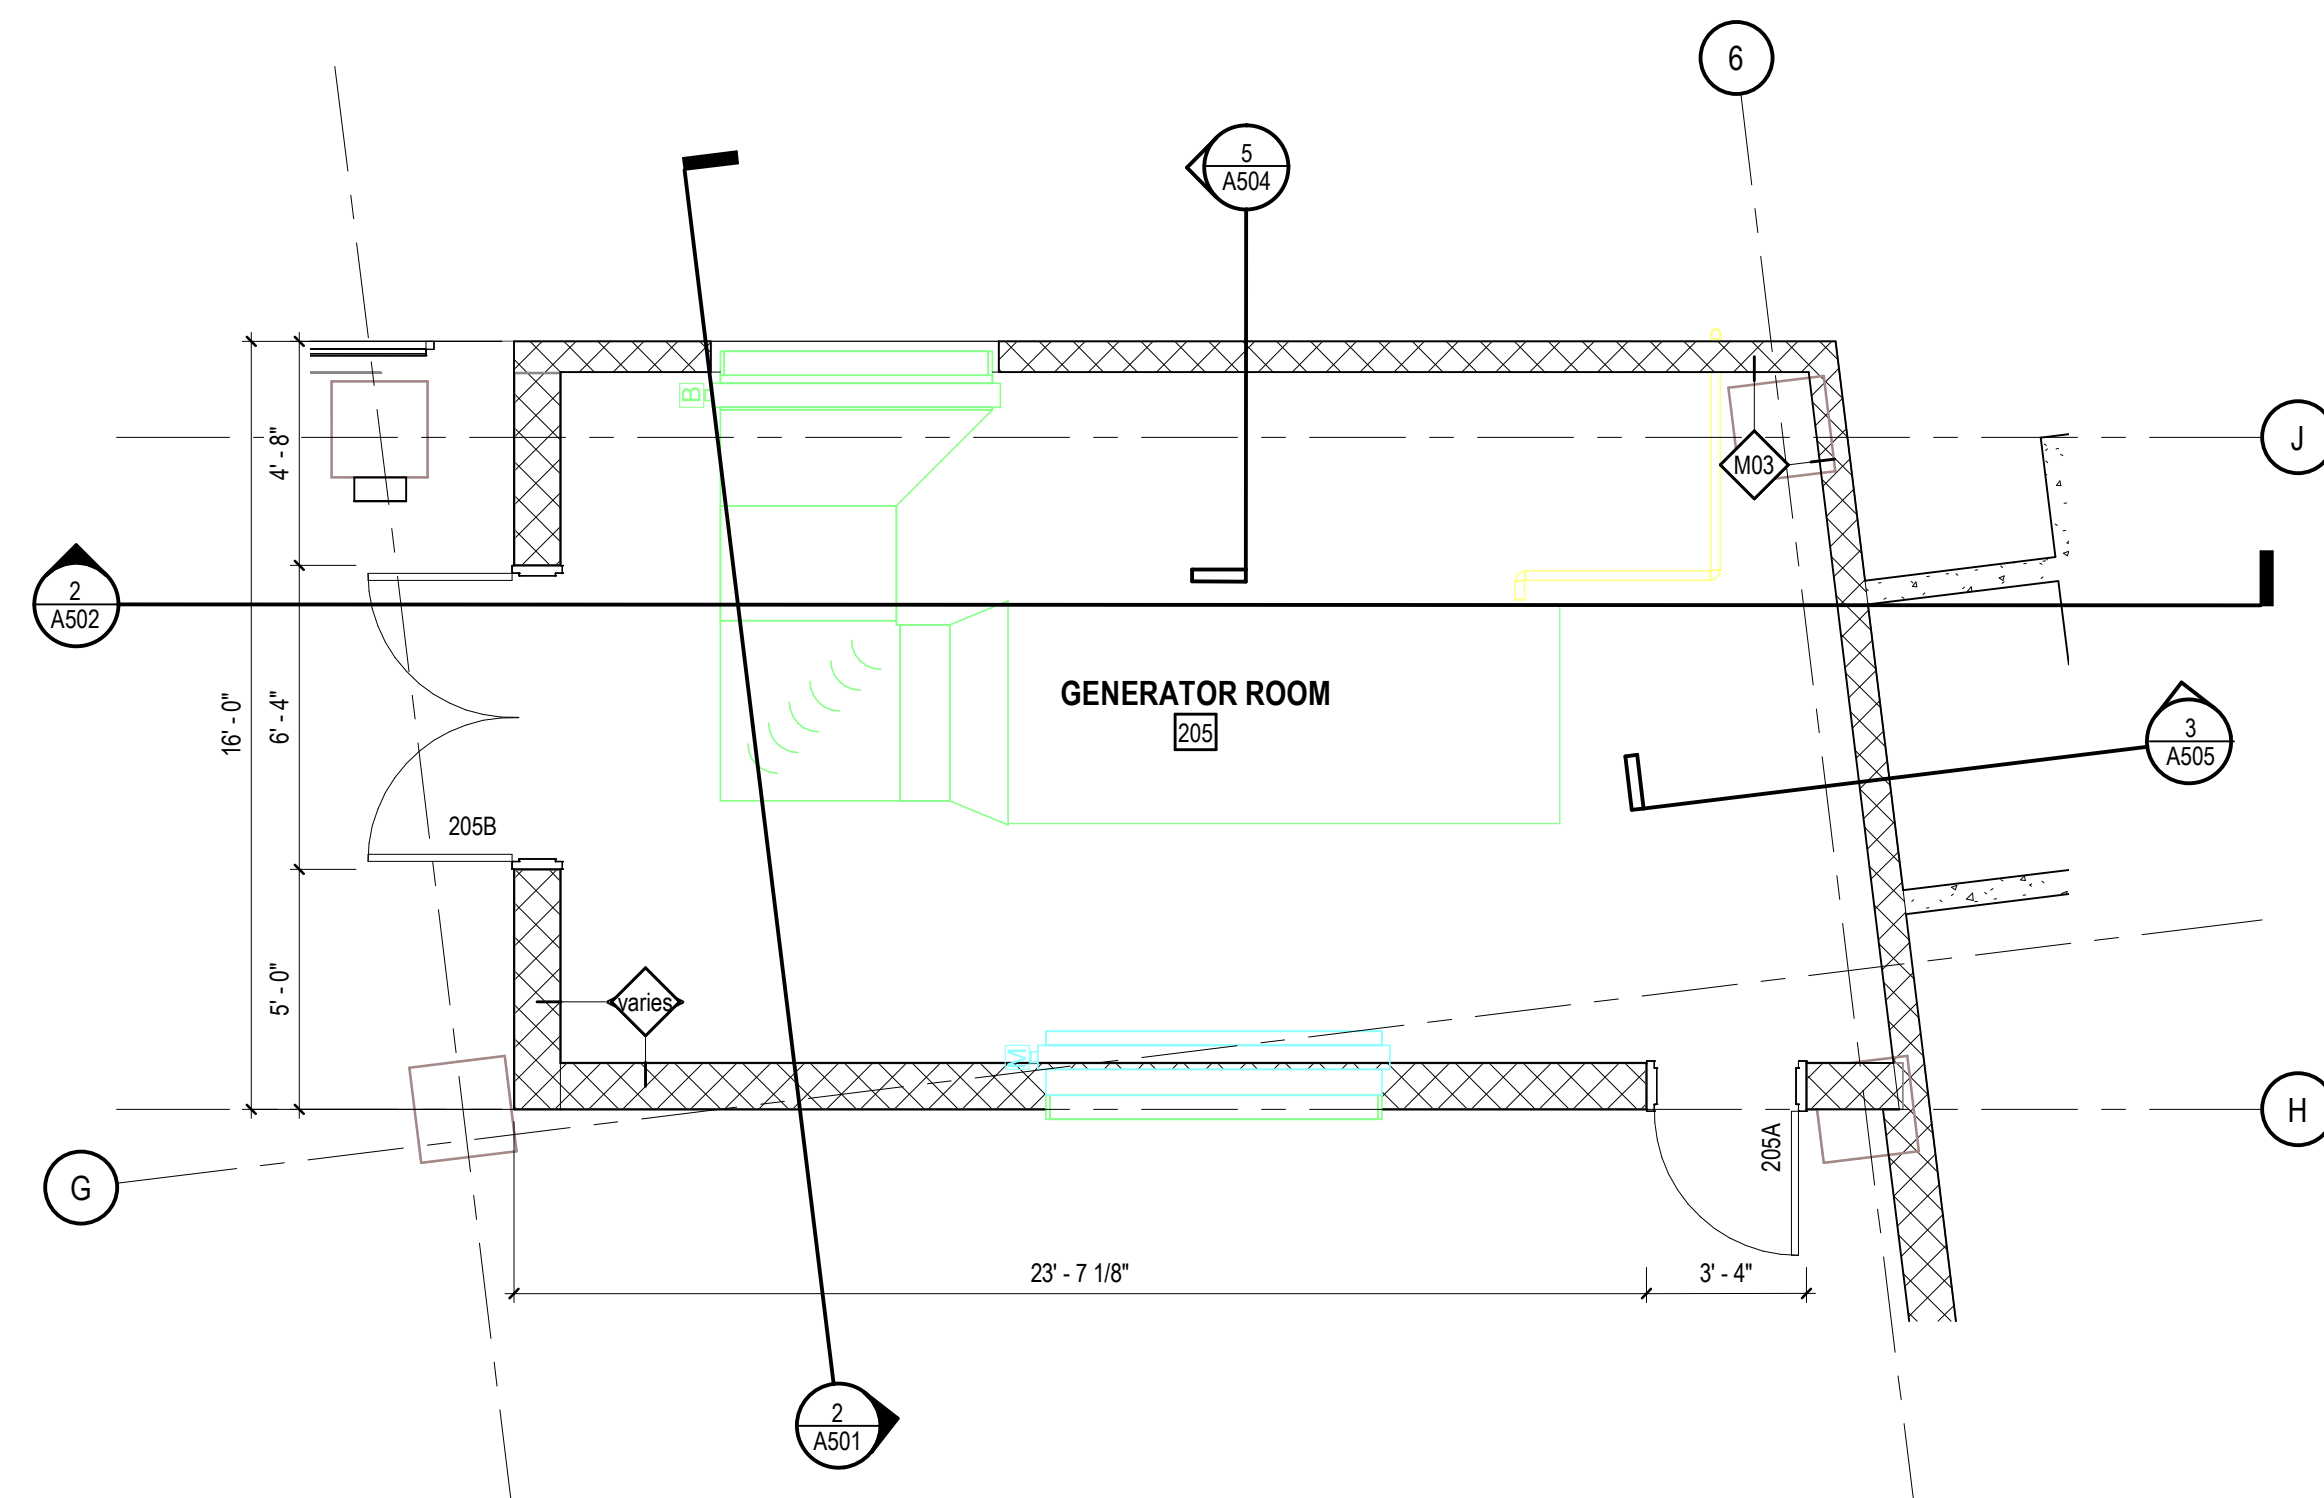 6
5
A504
B
4' - 8"
J
M03
2
A502
16' - 0"
6' - 4"
GENERATOR ROOM
205
3
A505
205B
5' - 0"
varies
M
H
205A
G
23' - 7 1/8"
3' - 4"
2
A501